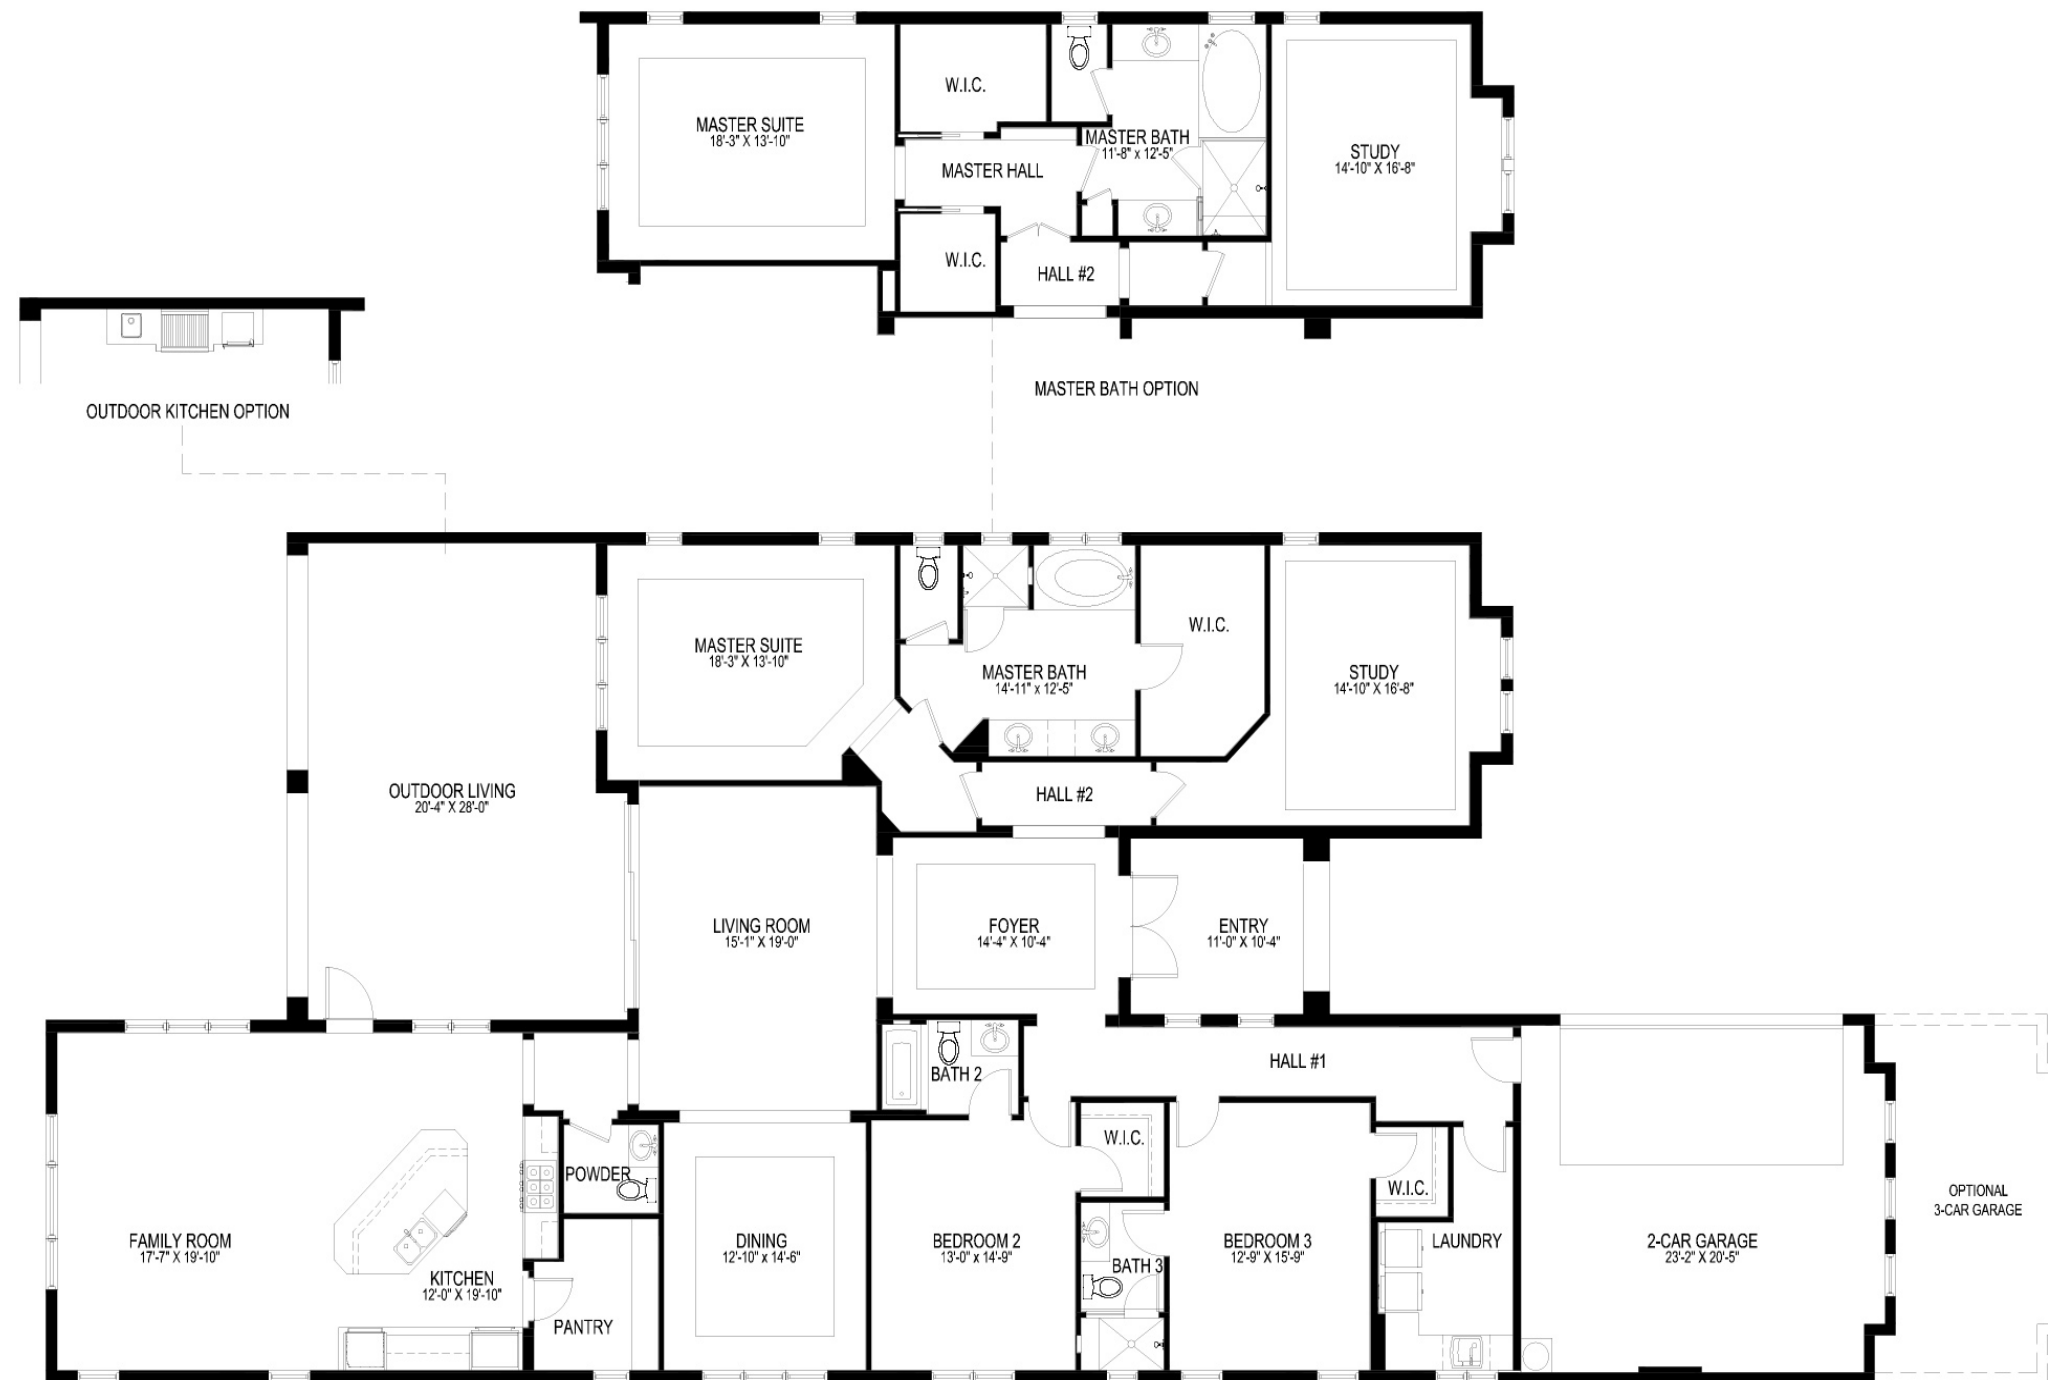 W.I.C.
MASTER SUITE
18'-3" X 13'-10"
MASTER BATH
11'-8" x 12'-5"
STUDY
14'-10" X 16'-8"
MASTER HALL
W.I.C.
HALL #2
MASTER BATH OPTION
OUTDOOR KITCHEN OPTION
W.I.C.
MASTER SUITE
18'-3" X 13'-10"
MASTER BATH
14'-11" x 12'-5"
STUDY
14'-10" X 16'-8"
OUTDOOR LIVING
20'-4" X 28'-0"
HALL #2
LIVING ROOM
15'-1" X 19'-0"
FOYER
14'-4" X 10'-4"
ENTRY
11'-0" X 10'-4"
HALL #1
BATH 2
W.I.C.
POWDER
W.I.C.
OPTIONAL
3-CAR GARAGE
FAMILY ROOM
17'-7" X 19'-10"
DINING
12'-10" X 14'-6"
BEDROOM 2
13'-0" X 14'-9"
BEDROOM 3
12'-9" X 15'-9"
LAUNDRY
2-CAR GARAGE
23'-2" X 20'-5"
BATH 3
KITCHEN
12'-0" X 19'-10"
PANTRY